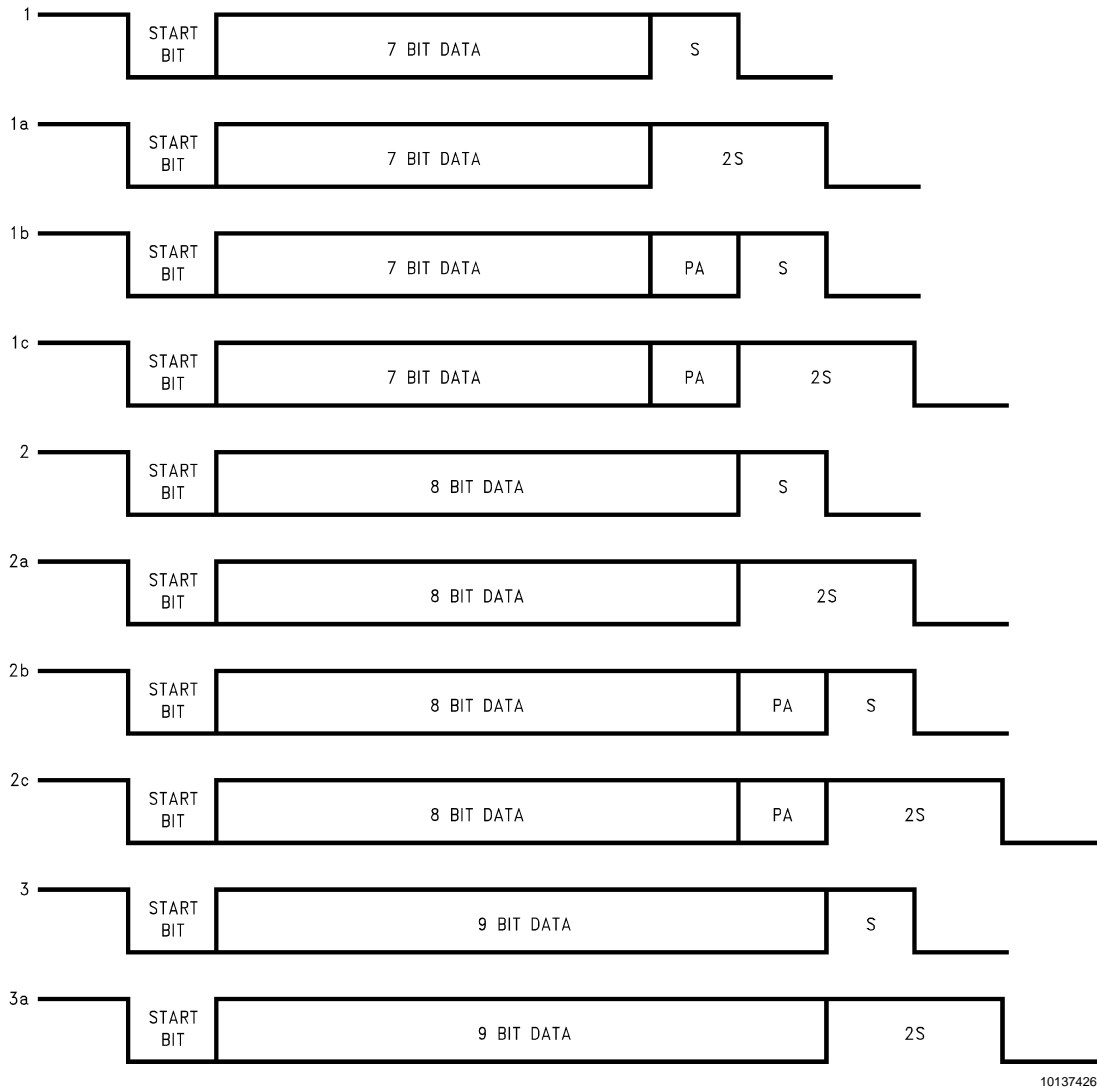 1
START
BIT
7 BIT DATA
S
1a
START
BIT
7 BIT DATA
2S
1b
START
BIT
7 BIT DATA
PA
S
1c
START
BIT
7 BIT DATA
PA
2S
2
START
BIT
8 BIT DATA
S
2a
START
BIT
8 BIT DATA
2S
2b
START
BIT
8 BIT DATA
PA
S
2c
START
BIT
8 BIT DATA
PA
2S
3
START
BIT
9 BIT DATA
S
3a
START
BIT
9 BIT DATA
2S
10137426